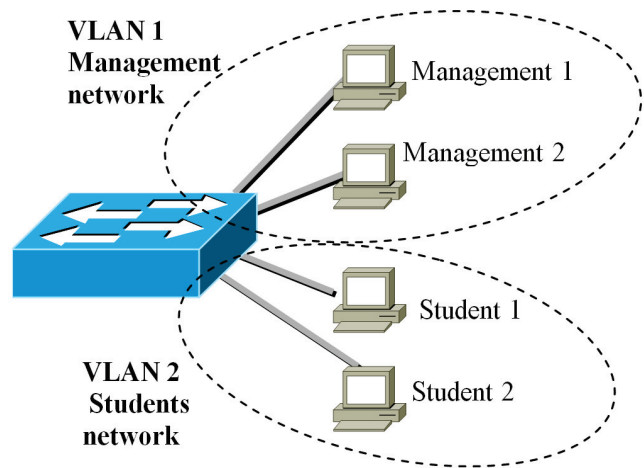 VLAN 1
Management
network
Management 1
Management 2
Student 1
VLAN 2
Students
network
Student 2